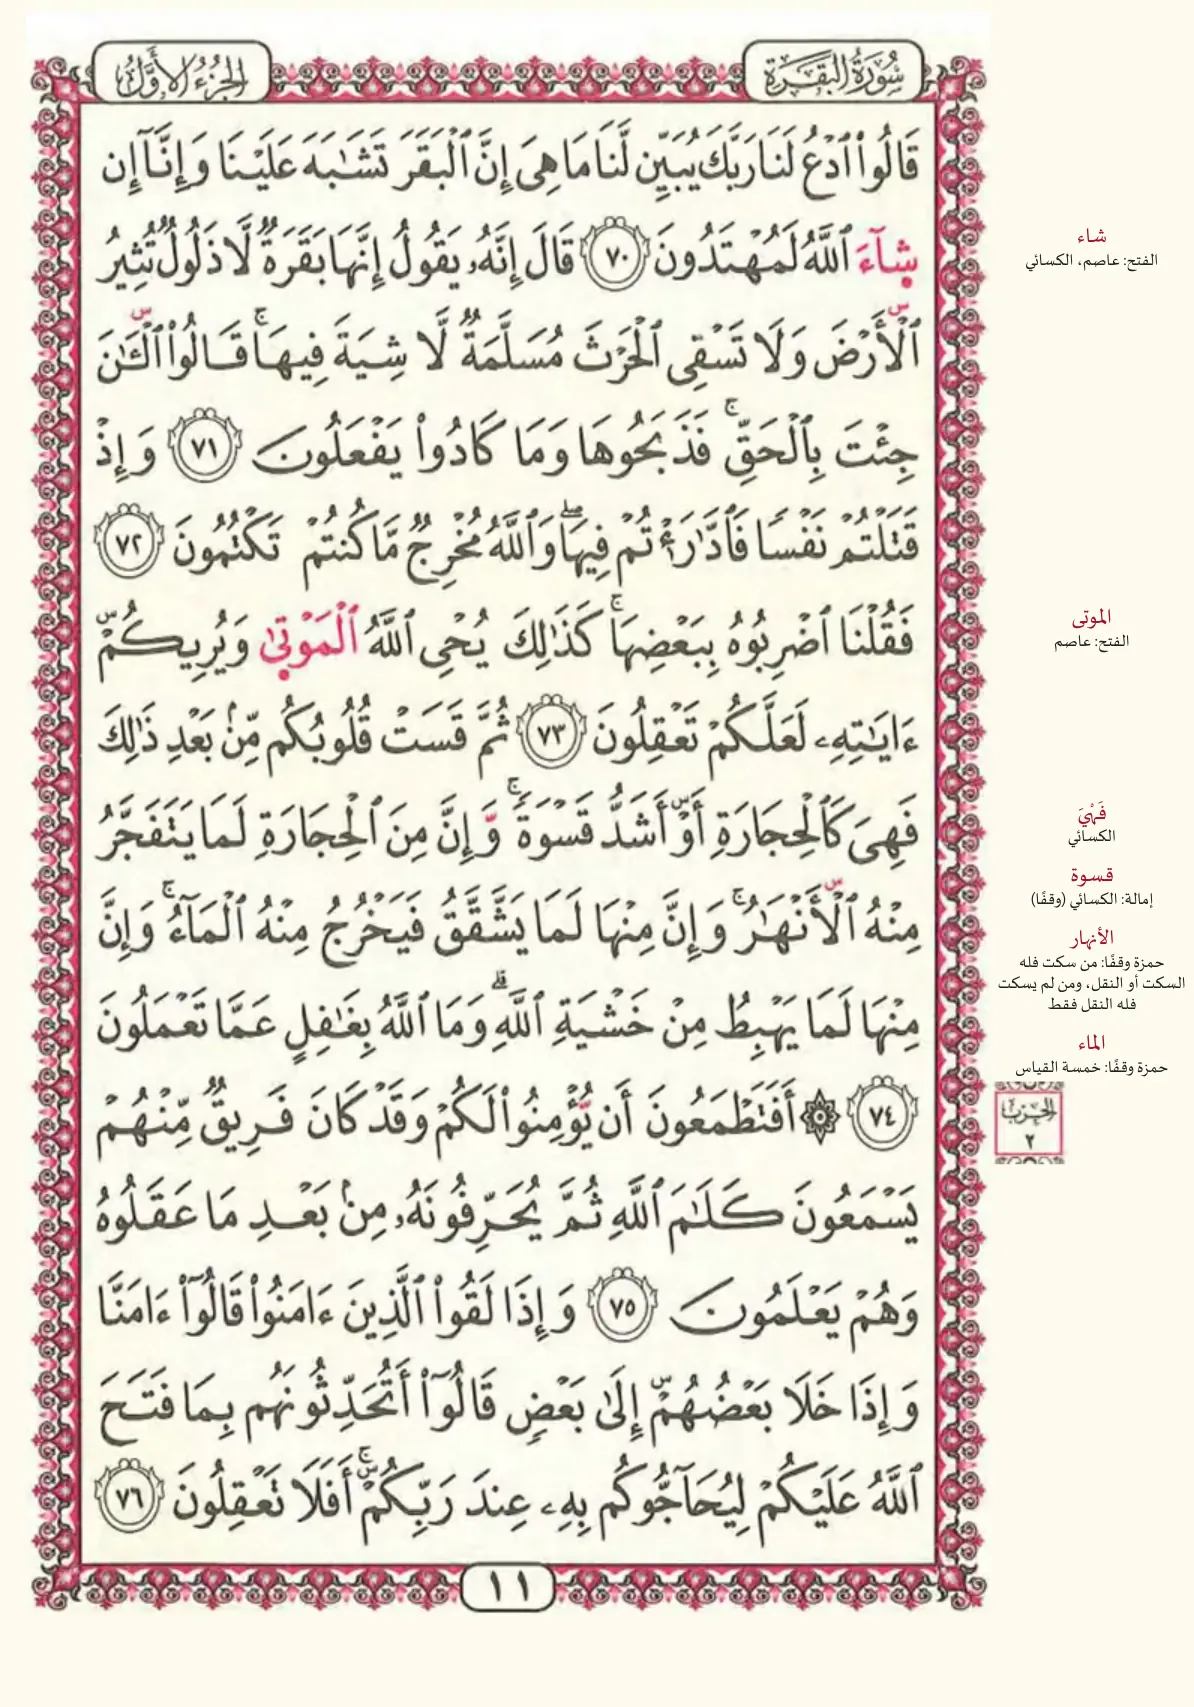 سُورَةُ البَقَرَةِ
الجُزْءُ الأَوَّلُ
قَالُوا۟ ٱدْعُ لَنَا رَبَّكَ يُبَيِّن لَّنَا مَا هِىَ إِنَّ ٱلْبَقَرَ تَشَـٰبَهَ عَلَيْنَا وَإِنَّآ إِن
شَآءَ ٱللَّهُ لَمُهْتَدُونَ ٧٠ قَالَ إِنَّهُۥ يَقُولُ إِنَّهَا بَقَرَةٌ لَّا ذَلُولٌ تُثِيرُ
ٱلْأَرْضَ وَلَا تَسْقِى ٱلْحَرْثَ مُسَلَّمَةٌ لَّا شِيَةَ فِيهَا ۚ قَالُوا۟ ٱلْـَٔـٰنَ
جِئْتَ بِٱلْحَقِّ ۚ فَذَبَحُوهَا وَمَا كَادُوا۟ يَفْعَلُونَ ٧١ وَإِذْ
قَتَلْتُمْ نَفْسًا فَٱدَّٰرَْٰٔتُمْ فِيهَا ۖ وَٱللَّهُ مُخْرِجٌ مَّا كُنتُمْ تَكْتُمُونَ ٧٢
فَقُلْنَا ٱضْرِبُوهُ بِبَعْضِهَا ۚ كَذَٰلِكَ يُحْىِ ٱللَّهُ ٱلْمَوْتَىٰ وَيُرِيكُمْ
ءَايَـٰتِهِۦ لَعَلَّكُمْ تَعْقِلُونَ ٧٣ ثُمَّ قَسَتْ قُلُوبُكُم مِّنۢ بَعْدِ ذَٰلِكَ
فَهِىَ كَٱلْحِجَارَةِ أَوْ أَشَدُّ قَسْوَةً ۚ وَإِنَّ مِنَ ٱلْحِجَارَةِ لَمَا يَتَفَجَّرُ
مِنْهُ ٱلْأَنْهَـٰرُ ۚ وَإِنَّ مِنْهَا لَمَا يَشَّقَّقُ فَيَخْرُجُ مِنْهُ ٱلْمَآءُ ۚ وَإِنَّ
مِنْهَا لَمَا يَهْبِطُ مِنْ خَشْيَةِ ٱللَّهِ ۗ وَمَا ٱللَّهُ بِغَـٰفِلٍ عَمَّا تَعْمَلُونَ
٧٤ ۞ أَفَتَطْمَعُونَ أَن يُؤْمِنُوا۟ لَكُمْ وَقَدْ كَانَ فَرِيقٌ مِّنْهُمْ
يَسْمَعُونَ كَلَـٰمَ ٱللَّهِ ثُمَّ يُحَرِّفُونَهُۥ مِنۢ بَعْدِ مَا عَقَلُوهُ
وَهُمْ يَعْلَمُونَ ٧٥ وَإِذَا لَقُوا۟ ٱلَّذِينَ ءَامَنُوا۟ قَالُوٓا۟ ءَامَنَّا
وَإِذَا خَلَا بَعْضُهُمْ إِلَىٰ بَعْضٍ قَالُوٓا۟ أَتُحَدِّثُونَهُم بِمَا فَتَحَ
ٱللَّهُ عَلَيْكُمْ لِيُحَآجُّوكُم بِهِۦ عِندَ رَبِّكُمْ ۚ أَفَلَا تَعْقِلُونَ ٧٦
١١
شاء
الفتح: عاصم، الكسائي
الموتى
الفتح: عاصم
فَهْيَ
الكسائي
قسوة
إمالة: الكسائي (وقفًا)
الأنهار
حمزة وقفًا: من سكت فله
السكت أو النقل، ومن لم يسكت
فله النقل فقط
الماء
حمزة وقفًا: خمسة القياس
الحزب
٢